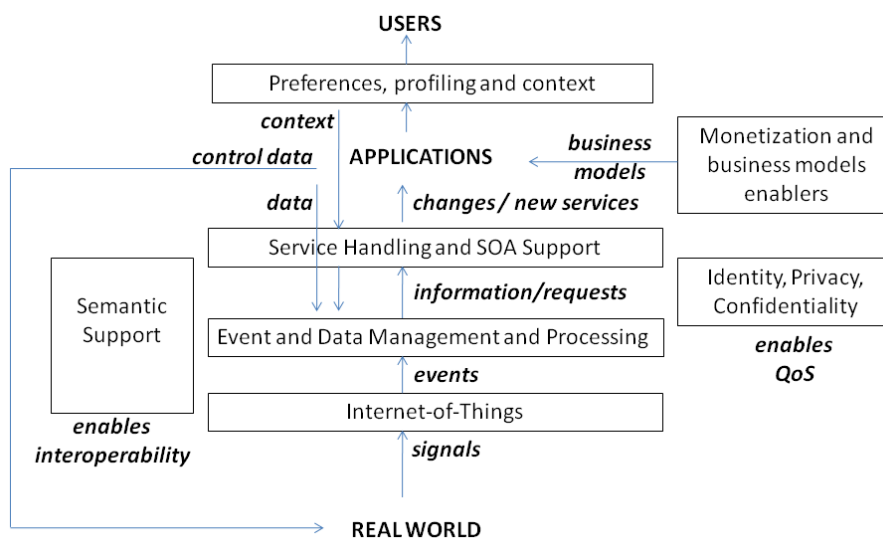 USERS
Preferences, profiling and context
context
control data
APPLICATIONS
business
models
Monetization and
business models
enablers
data
changes / new services
Service Handling and SOA Support
Semantic
Support
information/requests
Identity, Privacy,
Confidentiality
Event and Data Management and Processing
enables
QoS
events
Internet-of-Things
enables
interoperability
signals
REAL WORLD